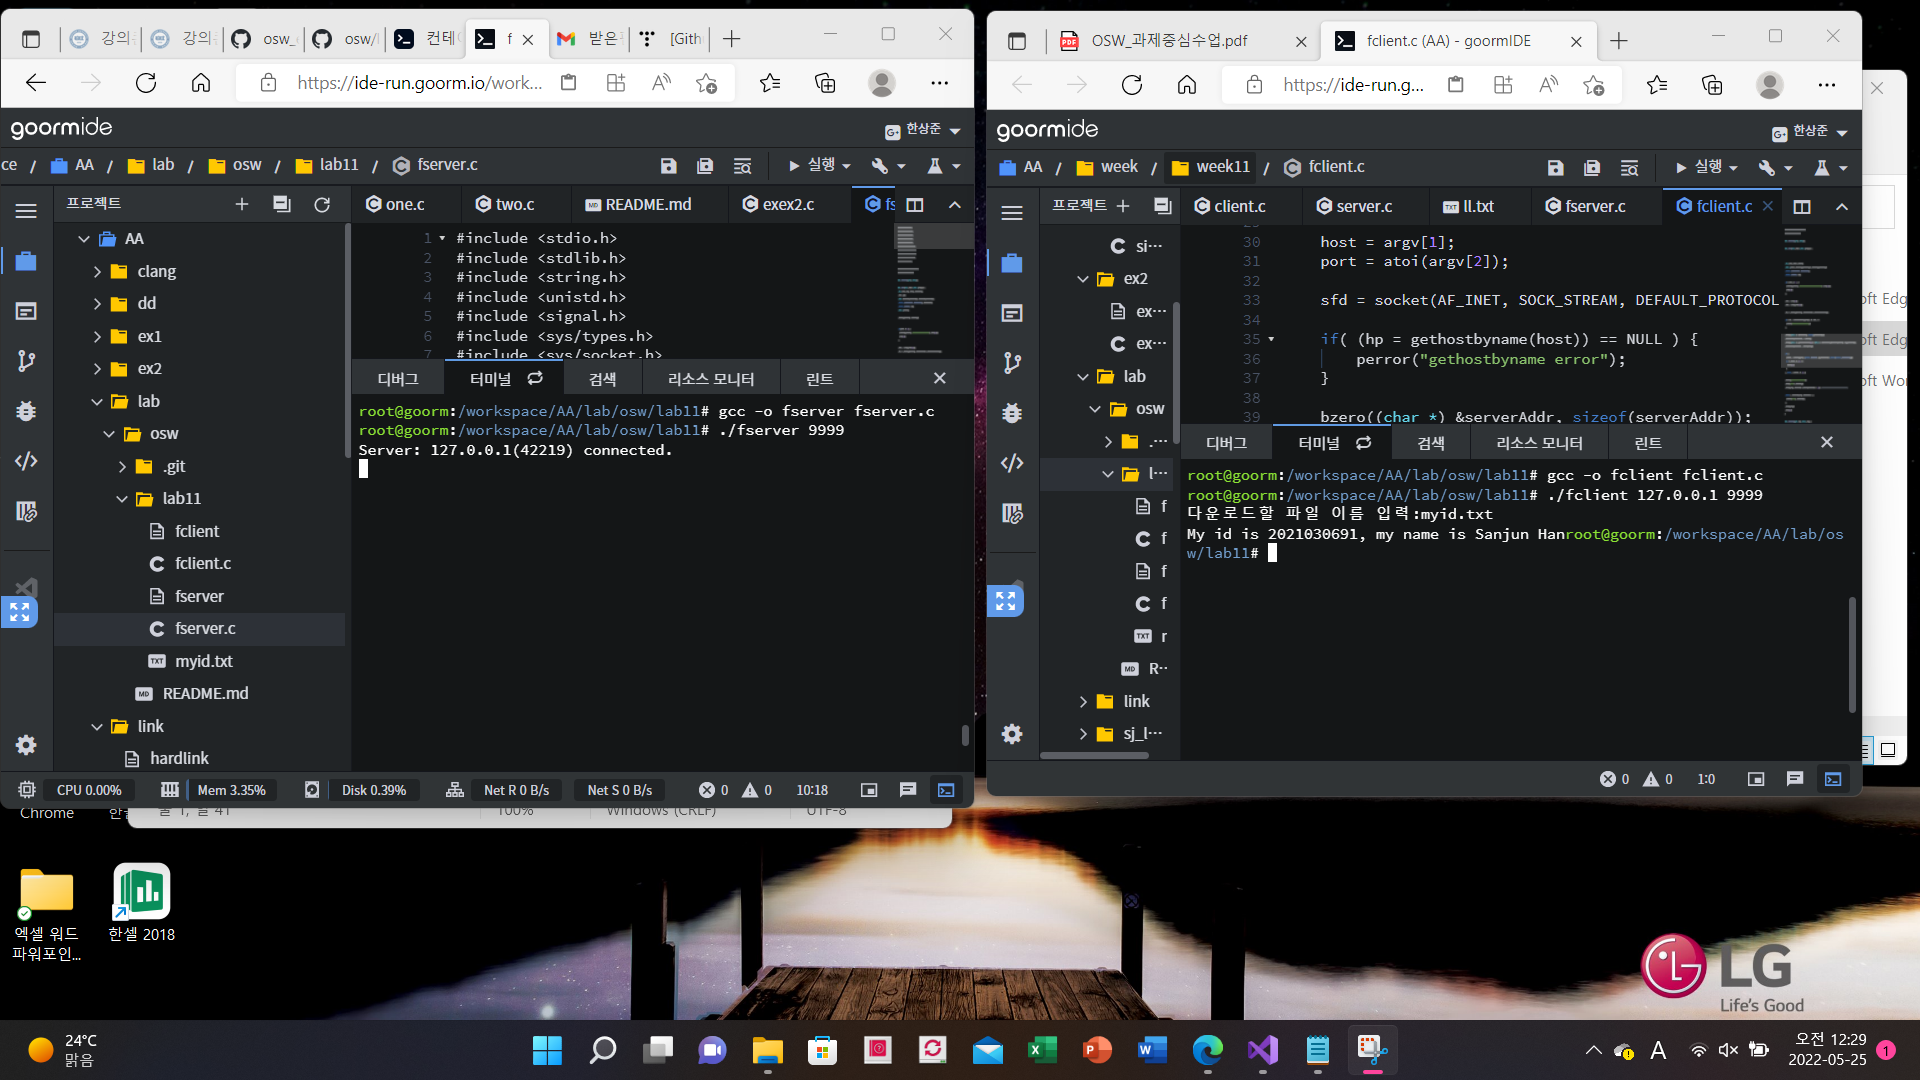 강의
강의
osw_
osw/l
컨테이
f
받은
[Gith
https://ide-run.goorm.io/work...
goormide
한상준
ce / AA / lab / osw / lab11 / fserver.c
실행
프로젝트
AA
clang
dd
ex1
ex2
lab
osw
.git
lab11
fclient
fclient.c
fserver
fserver.c
myid.txt
README.md
link
hardlink
one.c
two.c
README.md
exex2.c
fs
1 #include <stdio.h>
2 #include <stdlib.h>
3 #include <string.h>
4 #include <unistd.h>
5 #include <signal.h>
6 #include <sys/types.h>
7 #include <sys/socket.h>
디버그
터미널
검색
리소스 모니터
린트
root@goorm:/workspace/AA/lab/osw/lab11# gcc -o fserver fserver.c
root@goorm:/workspace/AA/lab/osw/lab11# ./fserver 9999
Server: 127.0.0.1(42219) connected.
CPU 0.00%
Mem 3.35%
Disk 0.39%
Net R 0 B/s
Net S 0 B/s
0
0
10:18
OSW_과제중심수업.pdf
fclient.c (AA) - goormIDE
https://ide-run.g...
goormide
한상준
AA / week / week11 / fclient.c
실행
프로젝트
si···
ex2
ex···
ex···
lab
osw
.···
l···
f
f
f
f
r
R··
link
sj_l···
client.c
server.c
ll.txt
fserver.c
fclient.c
30 host = argv[1];
31 port = atoi(argv[2]);
32
33 sfd = socket(AF_INET, SOCK_STREAM, DEFAULT_PROTOCOL
34
35 if( (hp = gethostbyname(host)) == NULL ) {
36 perror("gethostbyname error");
37 }
38
39 bzero((char *) &serverAddr, sizeof(serverAddr));
디버그
터미널
검색
리소스 모니터
린트
root@goorm:/workspace/AA/lab/osw/lab11# gcc -o fclient fclient.c
root@goorm:/workspace/AA/lab/osw/lab11# ./fclient 127.0.0.1 9999
다운로드할 파일 이름 입력:myid.txt
My id is 2021030691, my name is Sanjun Hanroot@goorm:/workspace/AA/lab/os
w/lab11#
0
0
1:0
oft Edg
oft Edg
oft Wor
Chrome
100%
Windows (CRLF)
UTF-8
엑셀 워드
파워포인...
한셀 2018
LG
Life's Good
24°C
맑음
A
오전 12:29
2022-05-25
1